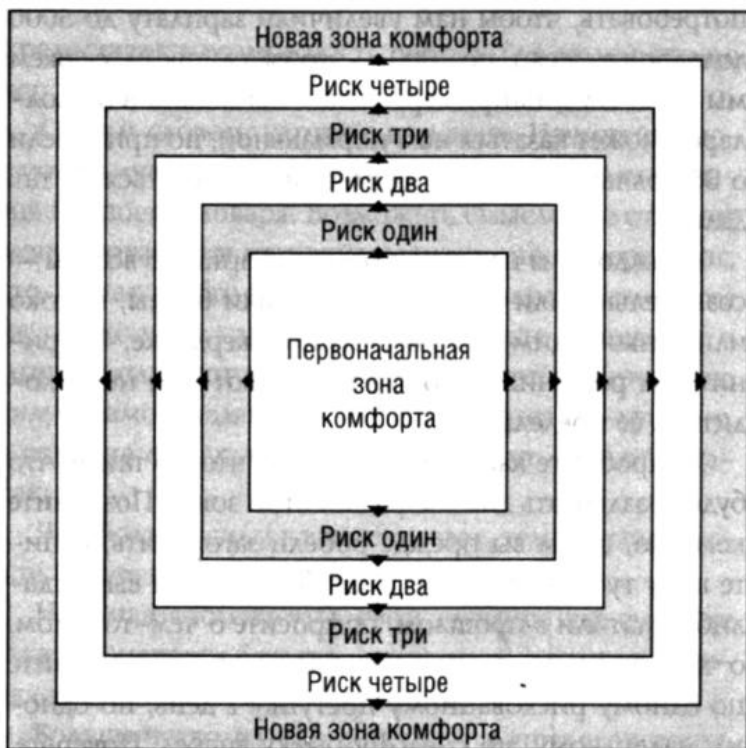 Новая зона комфорта
Риск четыре
Риск три
Риск два
Риск один
Первоначальная
зона
комфорта
Риск один
Риск два
Риск три
Риск четыре
Новая зона комфорта